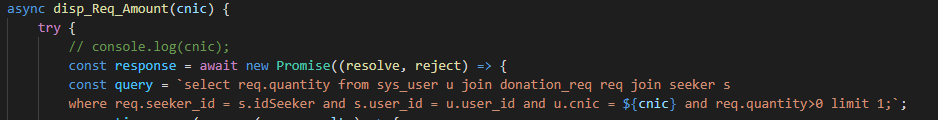 async disp_Req_Amount(cnic) {
try {
// console.log(cnic);
const response = await new Promise((resolve, reject) => {
const query = `select req.quantity from sys_user u join donation_req req join seeker s
where req.seeker_id = s.idSeeker and s.user_id = u.user_id and u.cnic = ${cnic} and req.quantity>0 limit 1;`;